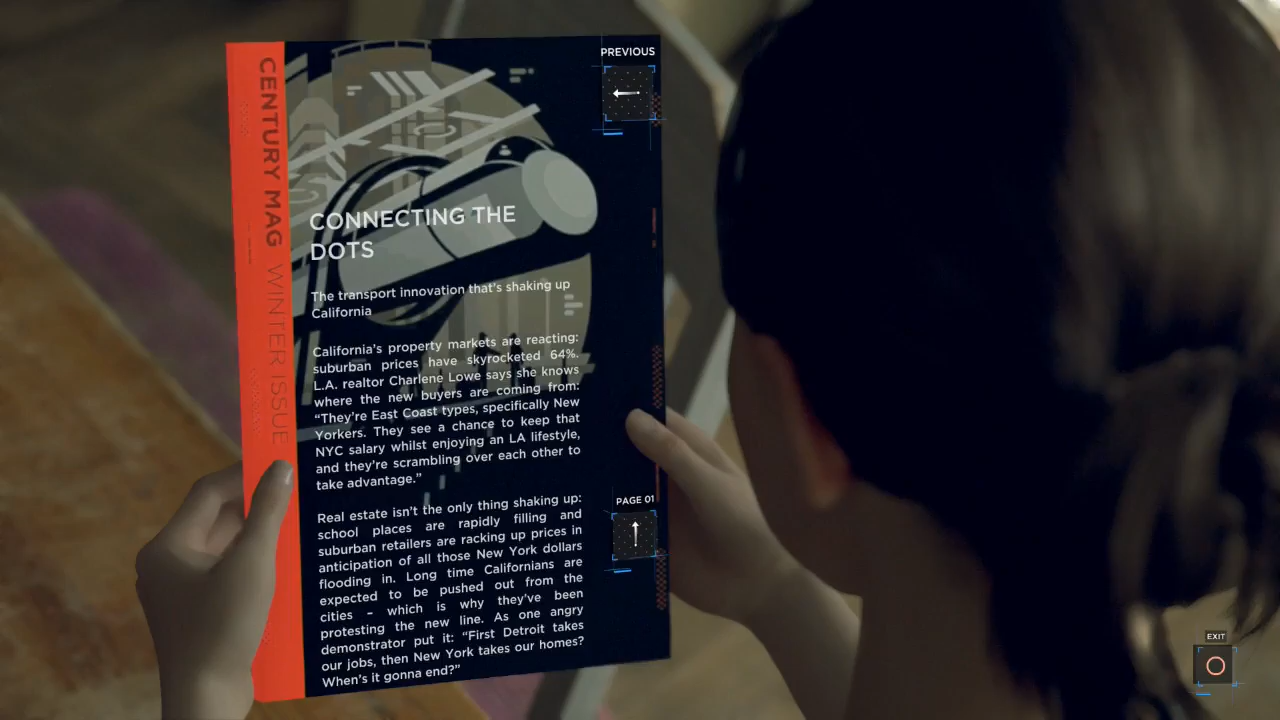 CENTURY MAG WINTER ISSUE
PREVIOUS
CONNECTING THE
DOTS
The transport innovation that's shaking up
California
California's property markets are reacting:
suburban prices have skyrocketed 64%.
L.A. realtor Charlene Lowe says she knows
where the new buyers are coming from:
“They're East Coast types, specifically New
Yorkers. They see a chance to keep that
NYC salary whilst enjoying an LA lifestyle,
and they're scrambling over each other to
take advantage.”
Real estate isn't the only thing shaking up:
school places are rapidly filling and
suburban retailers are racking up prices in
anticipation of all those New York dollars
flooding in. Long time Californians are
expected to be pushed out from the
cities – which is why they've been
protesting the new line. As one angry
demonstrator put it: “First Detroit takes
our jobs, then New York takes our homes?
When's it gonna end?”
PAGE 01
EXIT